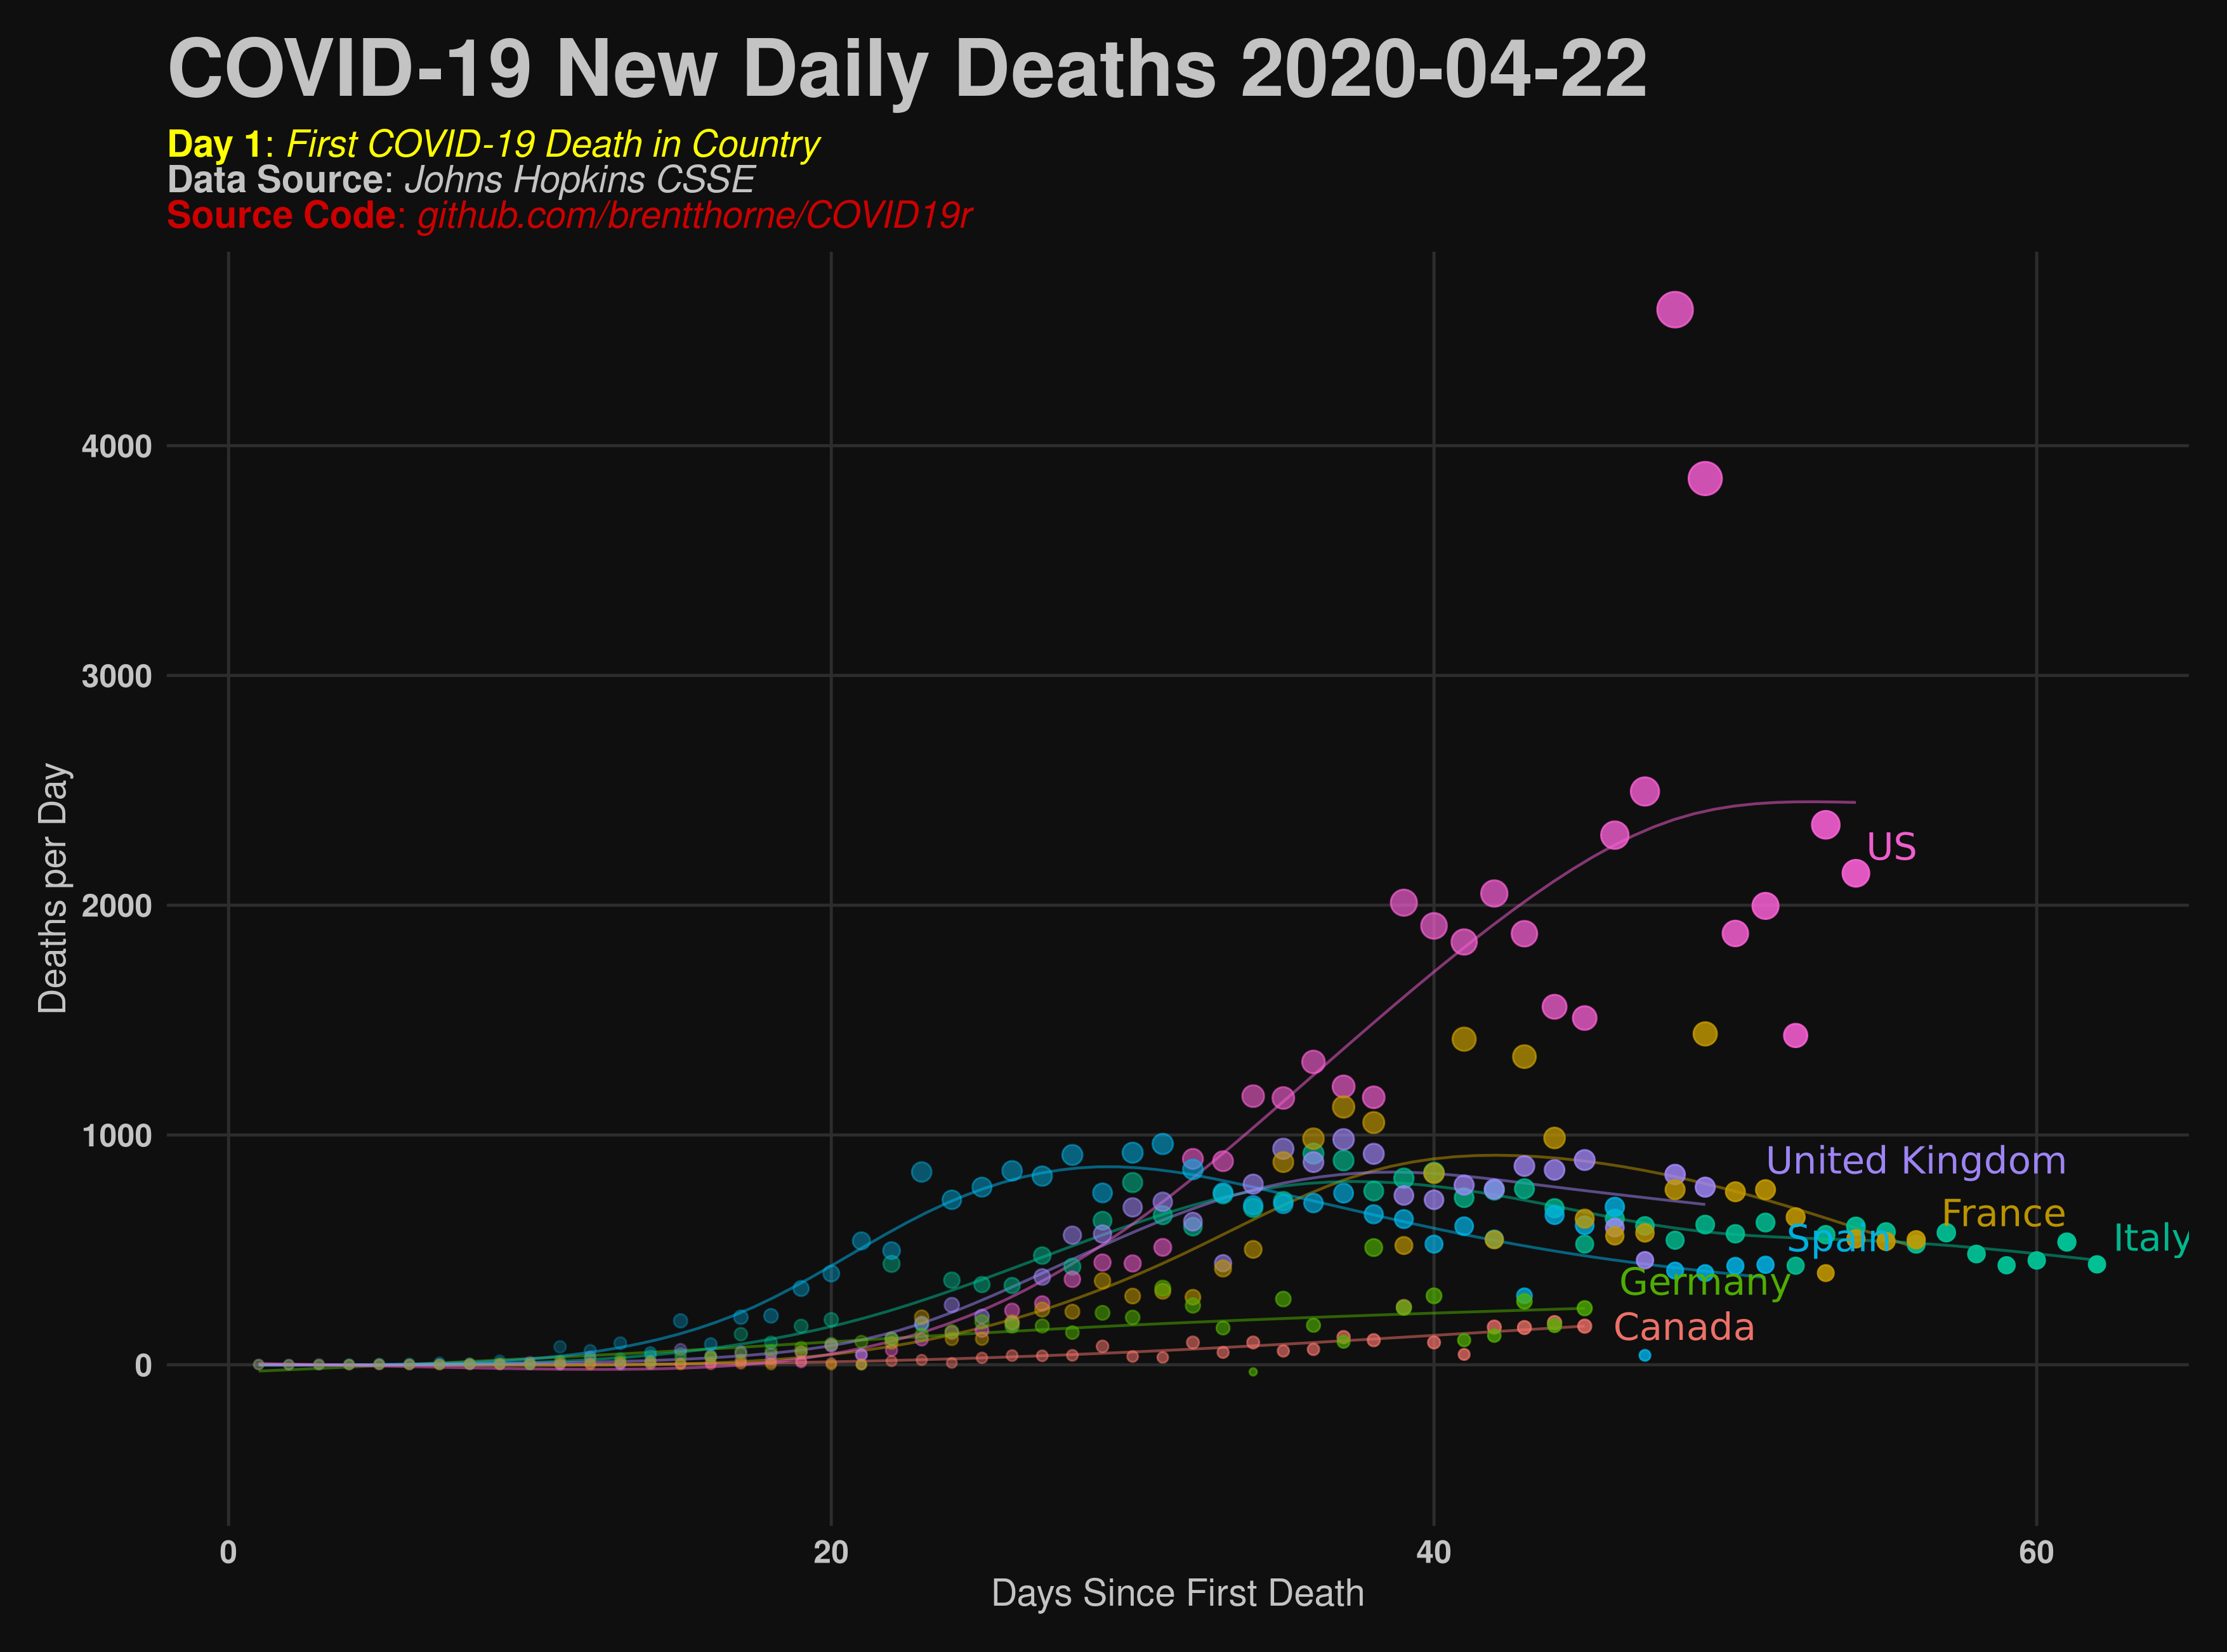 COVID-19 New Daily Deaths 2020-04-22
Day 1: First COVID-19 Death in Country
Data Source: Johns Hopkins CSSE
Source Code: github.com/brentthorne/COVID19r
4000
3000
2000
1000
0
Deaths per Day
US
United Kingdom
France
Spain
Italy
Germany
Canada
0 20 40 60
Days Since First Death